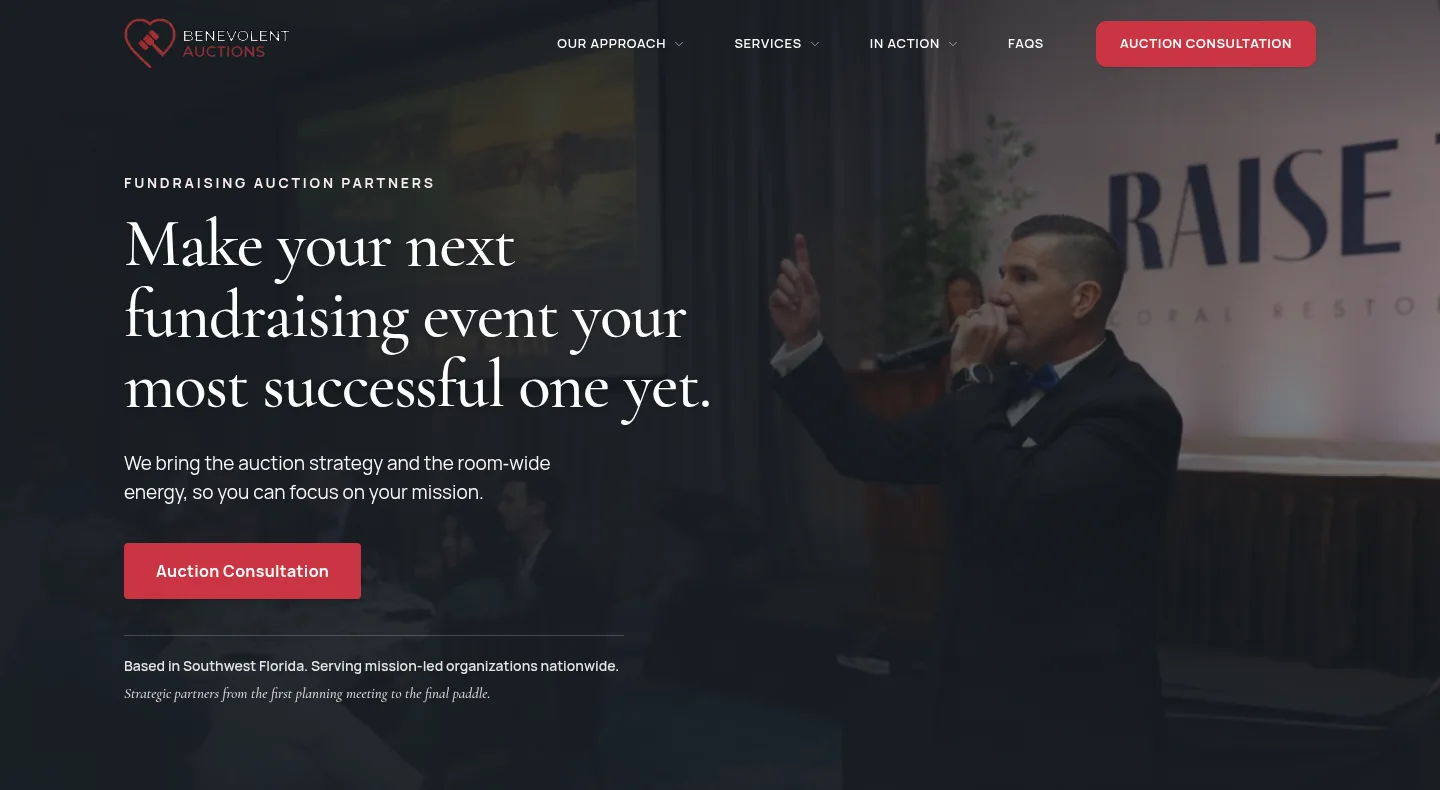 BENEVOLENT
AUCTIONS
OUR APPROACH
SERVICES
IN ACTION
FAQS
AUCTION CONSULTATION
FUNDRAISING AUCTION PARTNERS
Make your next
fundraising event your
most successful one yet.
RAISE
CORAL RESTO
We bring the auction strategy and the room-wide
energy, so you can focus on your mission.
Auction Consultation
Based in Southwest Florida. Serving mission-led organizations nationwide.
Strategic partners from the first planning meeting to the final paddle.